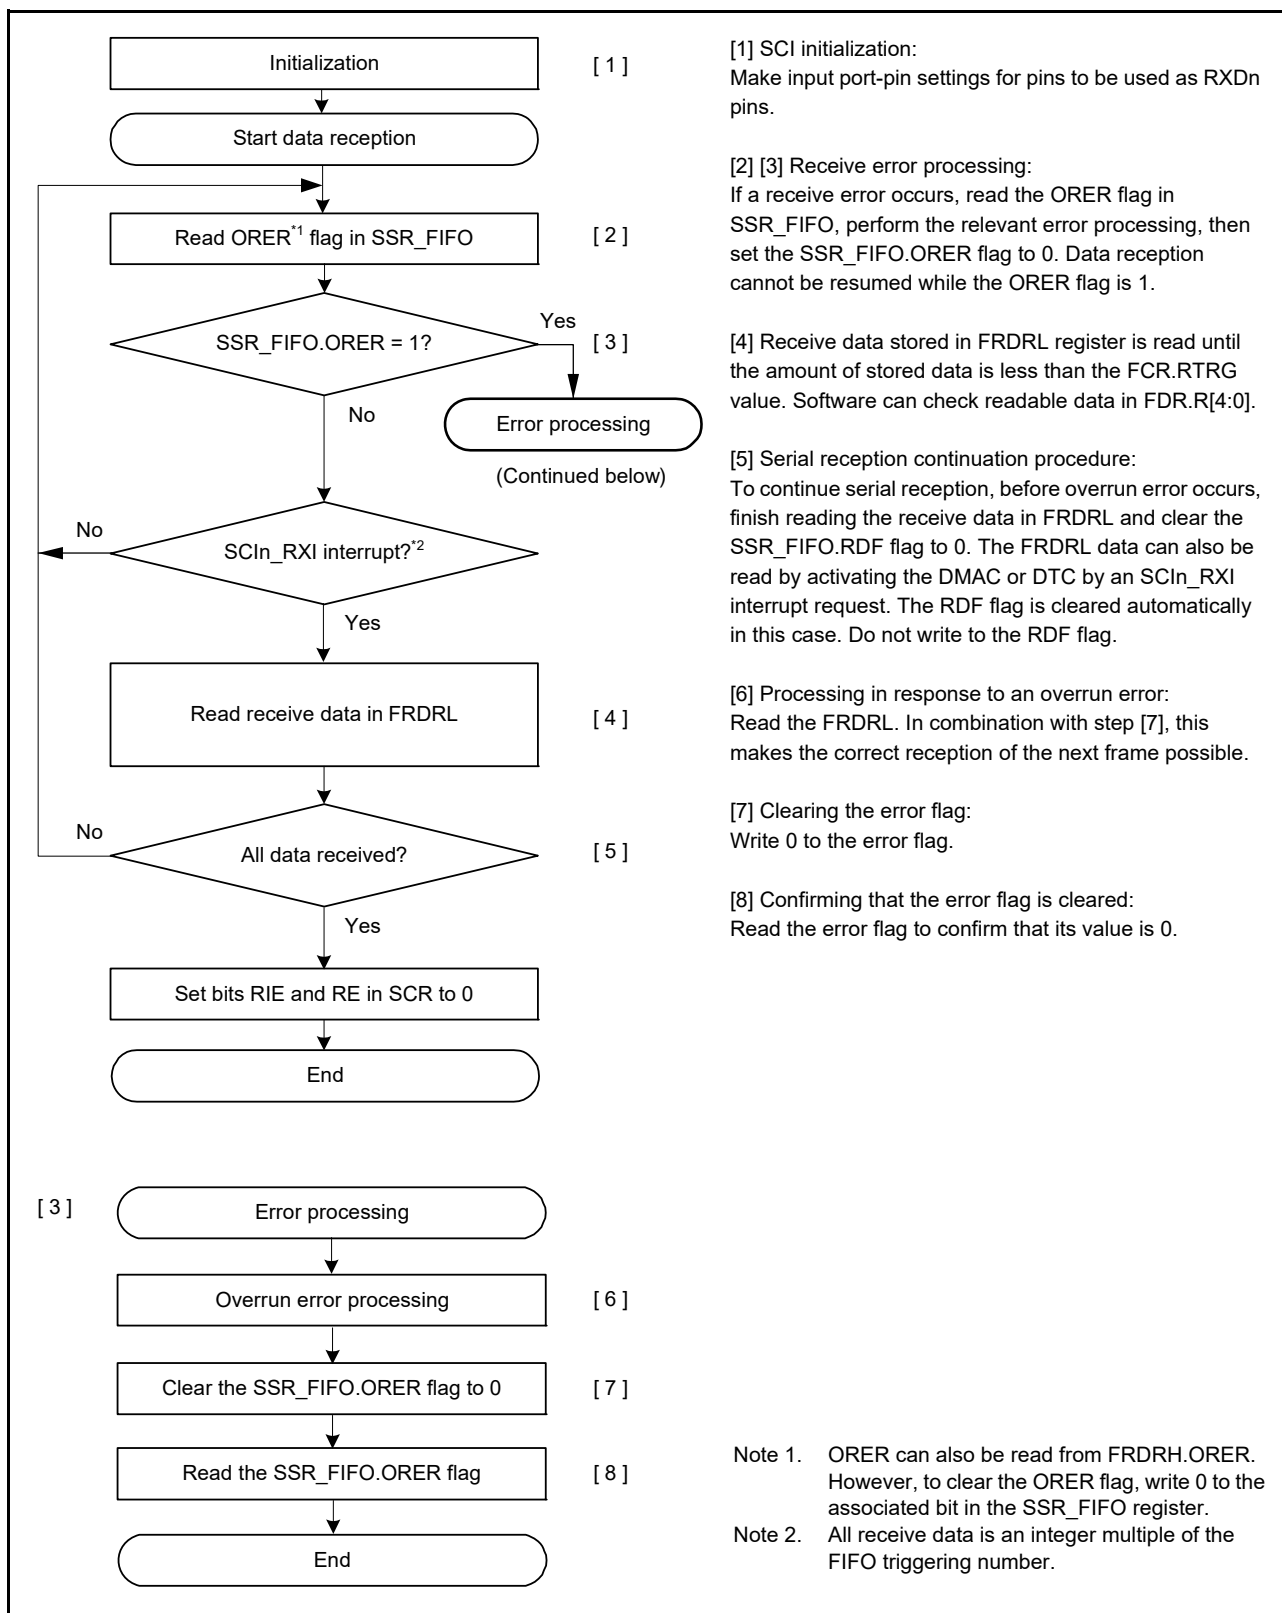 Initialization
[ 1 ]
Start data reception
Read ORER*1 flag in SSR_FIFO
[ 2 ]
SSR_FIFO.ORER = 1?
Yes
[ 3 ]
No
Error processing
(Continued below)
No
SCIn_RXI interrupt?*2
Yes
Read receive data in FRDRL
[ 4 ]
No
All data received?
[ 5 ]
Yes
Set bits RIE and RE in SCR to 0
End
[1] SCI initialization:
Make input port-pin settings for pins to be used as RXDn
pins.
[2] [3] Receive error processing:
If a receive error occurs, read the ORER flag in
SSR_FIFO, perform the relevant error processing, then
set the SSR_FIFO.ORER flag to 0. Data reception
cannot be resumed while the ORER flag is 1.
[4] Receive data stored in FRDRL register is read until
the amount of stored data is less than the FCR.RTRG
value. Software can check readable data in FDR.R[4:0].
[5] Serial reception continuation procedure:
To continue serial reception, before overrun error occurs,
finish reading the receive data in FRDRL and clear the
SSR_FIFO.RDF flag to 0. The FRDRL data can also be
read by activating the DMAC or DTC by an SCIn_RXI
interrupt request. The RDF flag is cleared automatically
in this case. Do not write to the RDF flag.
[6] Processing in response to an overrun error:
Read the FRDRL. In combination with step [7], this
makes the correct reception of the next frame possible.
[7] Clearing the error flag:
Write 0 to the error flag.
[8] Confirming that the error flag is cleared:
Read the error flag to confirm that its value is 0.
[ 3 ]
Error processing
Overrun error processing
[ 6 ]
Clear the SSR_FIFO.ORER flag to 0
[ 7 ]
Read the SSR_FIFO.ORER flag
[ 8 ]
End
Note 1. ORER can also be read from FRDRH.ORER.
However, to clear the ORER flag, write 0 to the
associated bit in the SSR_FIFO register.
Note 2. All receive data is an integer multiple of the
FIFO triggering number.